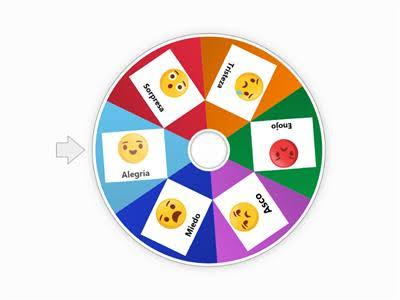 Sorpresa
Tristeza
Enojo
Asco
Miedo
Alegria